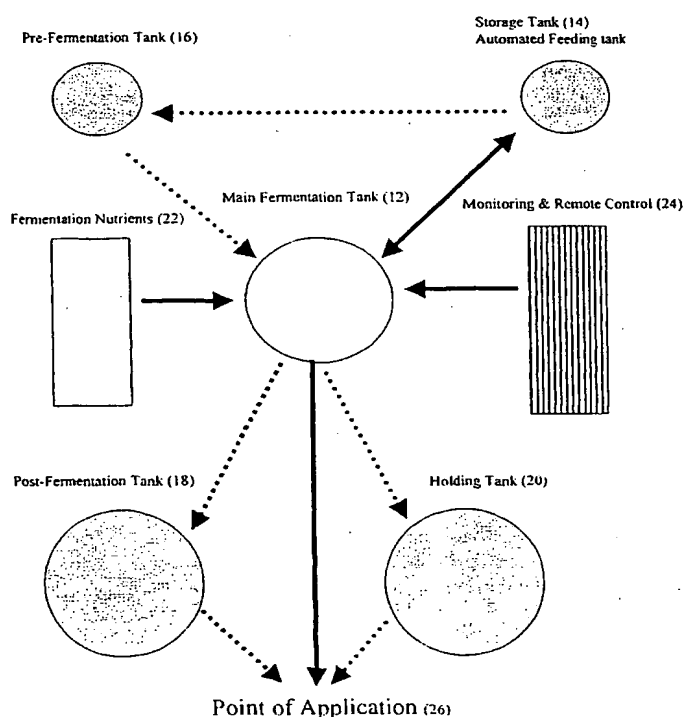 Storage Tank (14)
Pre-Fermentation Tank (16)
Automated Feeding tank
Main Fermentation Tank (12)
Monitoring & Remote Control (24)
Fermentation Nutrients (22)
Post-Fermentation Tank (18)
Holding Tank (20)
Point of Application (26)